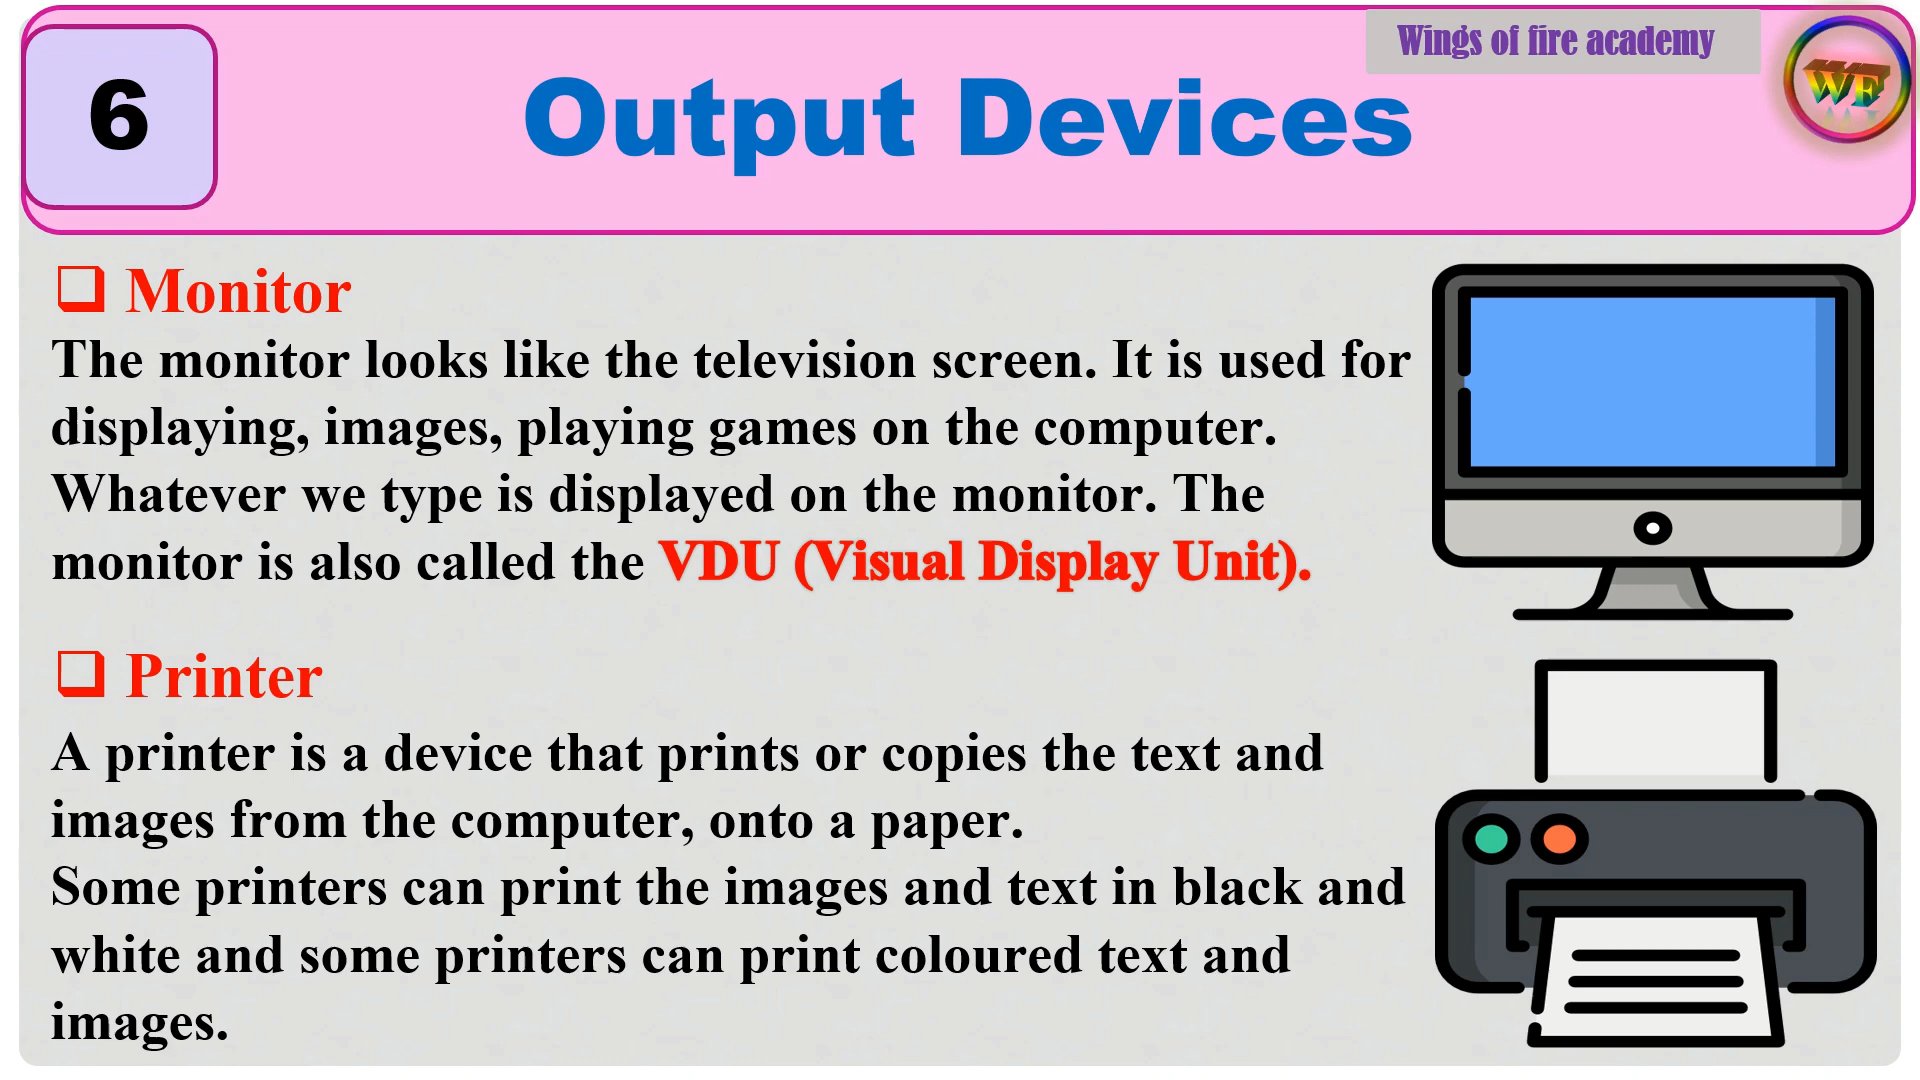 Wings of fire academy
WF
6
Output Devices
❑ Monitor
The monitor looks like the television screen. It is used for
displaying, images, playing games on the computer.
Whatever we type is displayed on the monitor. The
monitor is also called the VDU (Visual Display Unit).
❑ Printer
A printer is a device that prints or copies the text and
images from the computer, onto a paper.
Some printers can print the images and text in black and
white and some printers can print coloured text and
images.